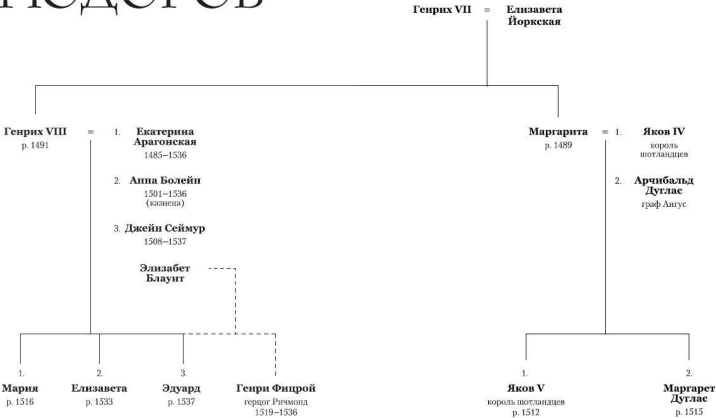 Генрих VII = Елизавета
Йоркская
Генрих VIII = 1. Екатерина
Арагонская
р. 1491
1485–1536
2. Анна Болейн
1501–1536
(казнена)
3. Джейн Сеймур
1508–1537
Элизабет
Блаунт
Маргарита = 1. Яков IV
р. 1489
король
шотландцев
2. Арчибальд
Дуглас
граф Ангус
1.
Мария
р. 1516
2.
Елизавета
р. 1533
3.
Эдуард
р. 1537
Генри Фицрой
герцог Ричмонд
1519–1536
1.
Яков V
король шотландцев
р. 1512
2.
Маргарет
Дуглас
р. 1515